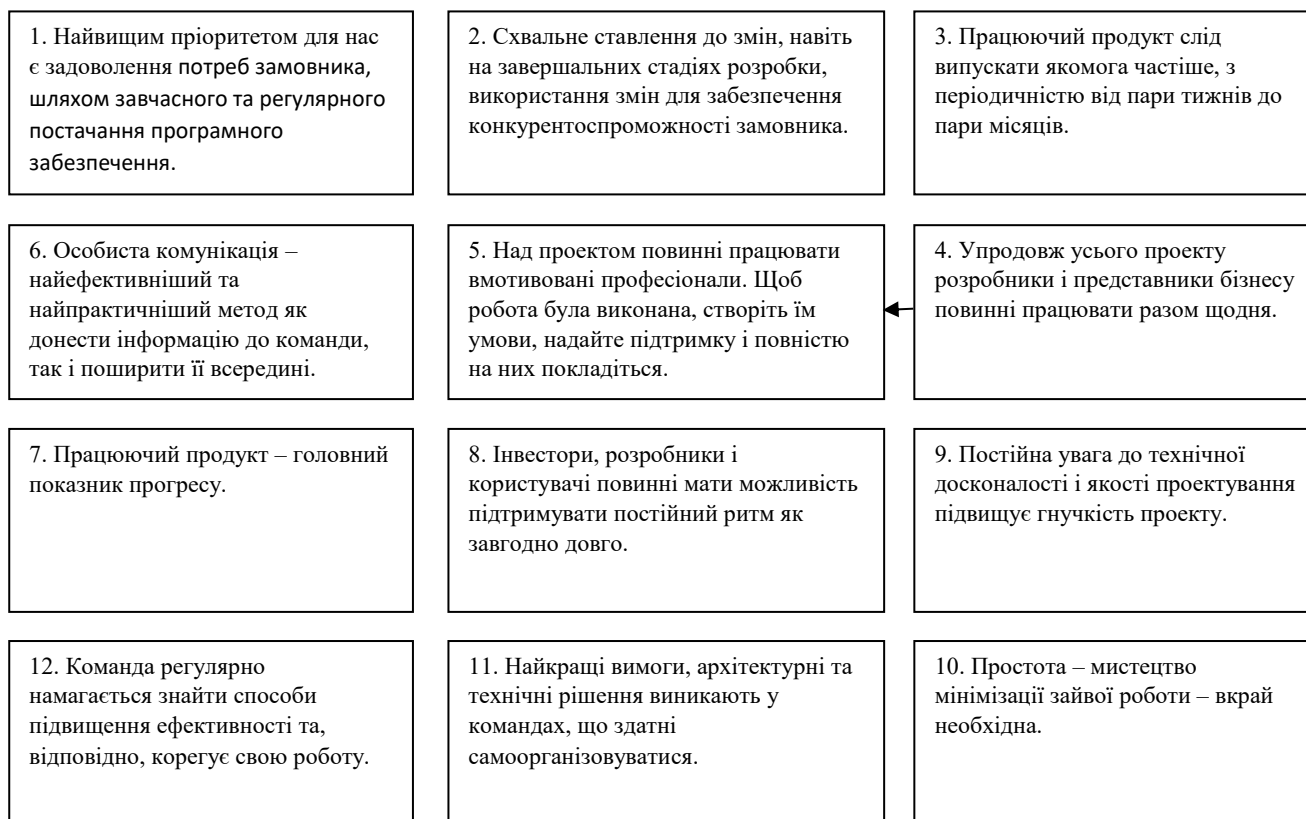 1. Найвищим пріоритетом для нас
є задоволення потреб замовника,
шляхом завчасного та регулярного
постачання програмного
забезпечення.
2. Схвальне ставлення до змін, навіть
на завершальних стадіях розробки,
використання змін для забезпечення
конкурентоспроможності замовника.
3. Працюючий продукт слід
випускати якомога частіше, з
періодичністю від пари тижнів до
пари місяців.
6. Особиста комунікація –
найефективніший та
найпрактичніший метод як
донести інформацію до команди,
так і поширити її всередині.
5. Над проектом повинні працювати
вмотивовані професіонали. Щоб
робота була виконана, створіть їм
умови, надайте підтримку і повністю
на них покладіться.
4. Упродовж усього проекту
розробники і представники бізнесу
повинні працювати разом щодня.
7. Працюючий продукт – головний
показник прогресу.
8. Інвестори, розробники і
користувачі повинні мати можливість
підтримувати постійний ритм як
завгодно довго.
9. Постійна увага до технічної
досконалості і якості проектування
підвищує гнучкість проекту.
12. Команда регулярно
намагається знайти способи
підвищення ефективності та,
відповідно, корегує свою роботу.
11. Найкращі вимоги, архітектурні та
технічні рішення виникають у
командах, що здатні
самоорганізовуватися.
10. Простота – мистецтво
мінімізації зайвої роботи – вкрай
необхідна.